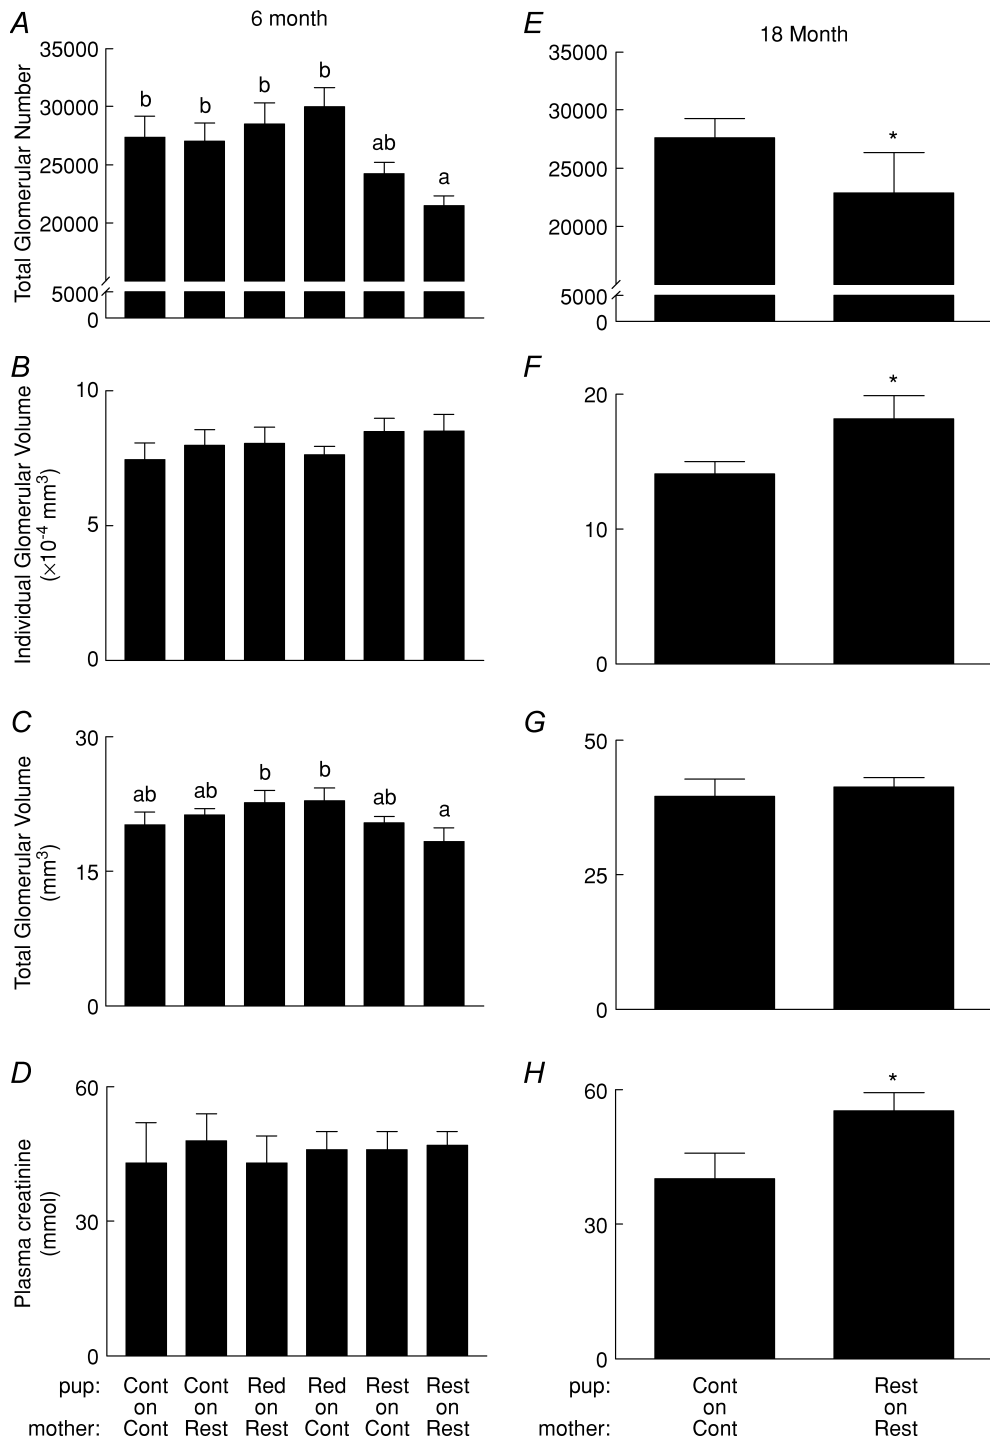 A
6 month
Total Glomerular Number
35000
30000
25000
20000
5000
0
b
b
b
b
ab
a
E
18 Month
35000
30000
25000
20000
5000
0
*
B
Individual Glomerular Volume
(×10⁻⁴ mm³)
10
5
0
F
20
10
0
*
C
Total Glomerular Volume
(mm³)
30
15
0
ab
ab
b
b
ab
a
G
50
25
0
D
Plasma creatinine
(mmol)
60
30
0
H
60
30
0
*
pup: Cont Cont Red Red Rest Rest
on on on on on on
mother: Cont Rest Rest Cont Cont Rest
pup: Cont Rest
on on
mother: Cont Rest